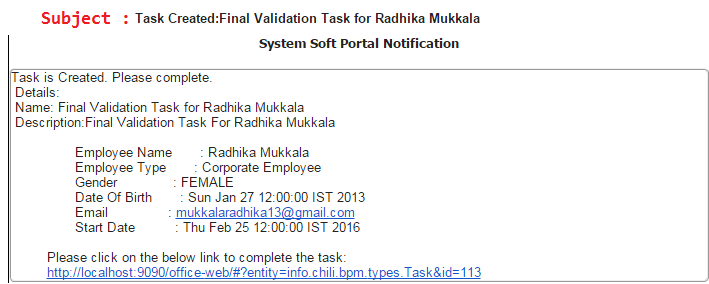 Subject : Task Created:Final Validation Task for Radhika Mukkala
System Soft Portal Notification
Task is Created. Please complete.
Details:
Name: Final Validation Task for Radhika Mukkala
Description:Final Validation Task For Radhika Mukkala
Employee Name : Radhika Mukkala
Employee Type : Corporate Employee
Gender : FEMALE
Date Of Birth : Sun Jan 27 12:00:00 IST 2013
Email : mukkalaradhika13@gmail.com
Start Date : Thu Feb 25 12:00:00 IST 2016
Please click on the below link to complete the task:
http://localhost:9090/office-web/#?entity=info.chili.bpm.types.Task&id=113